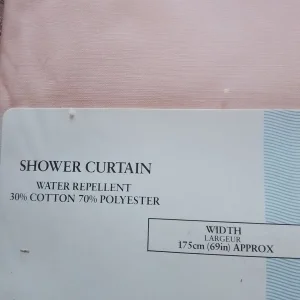 SHOWER CURTAIN
WATER REPELLENT
30% COTTON 70% POLYESTER
WIDTH
LARGEUR
175cm (69in) APPROX